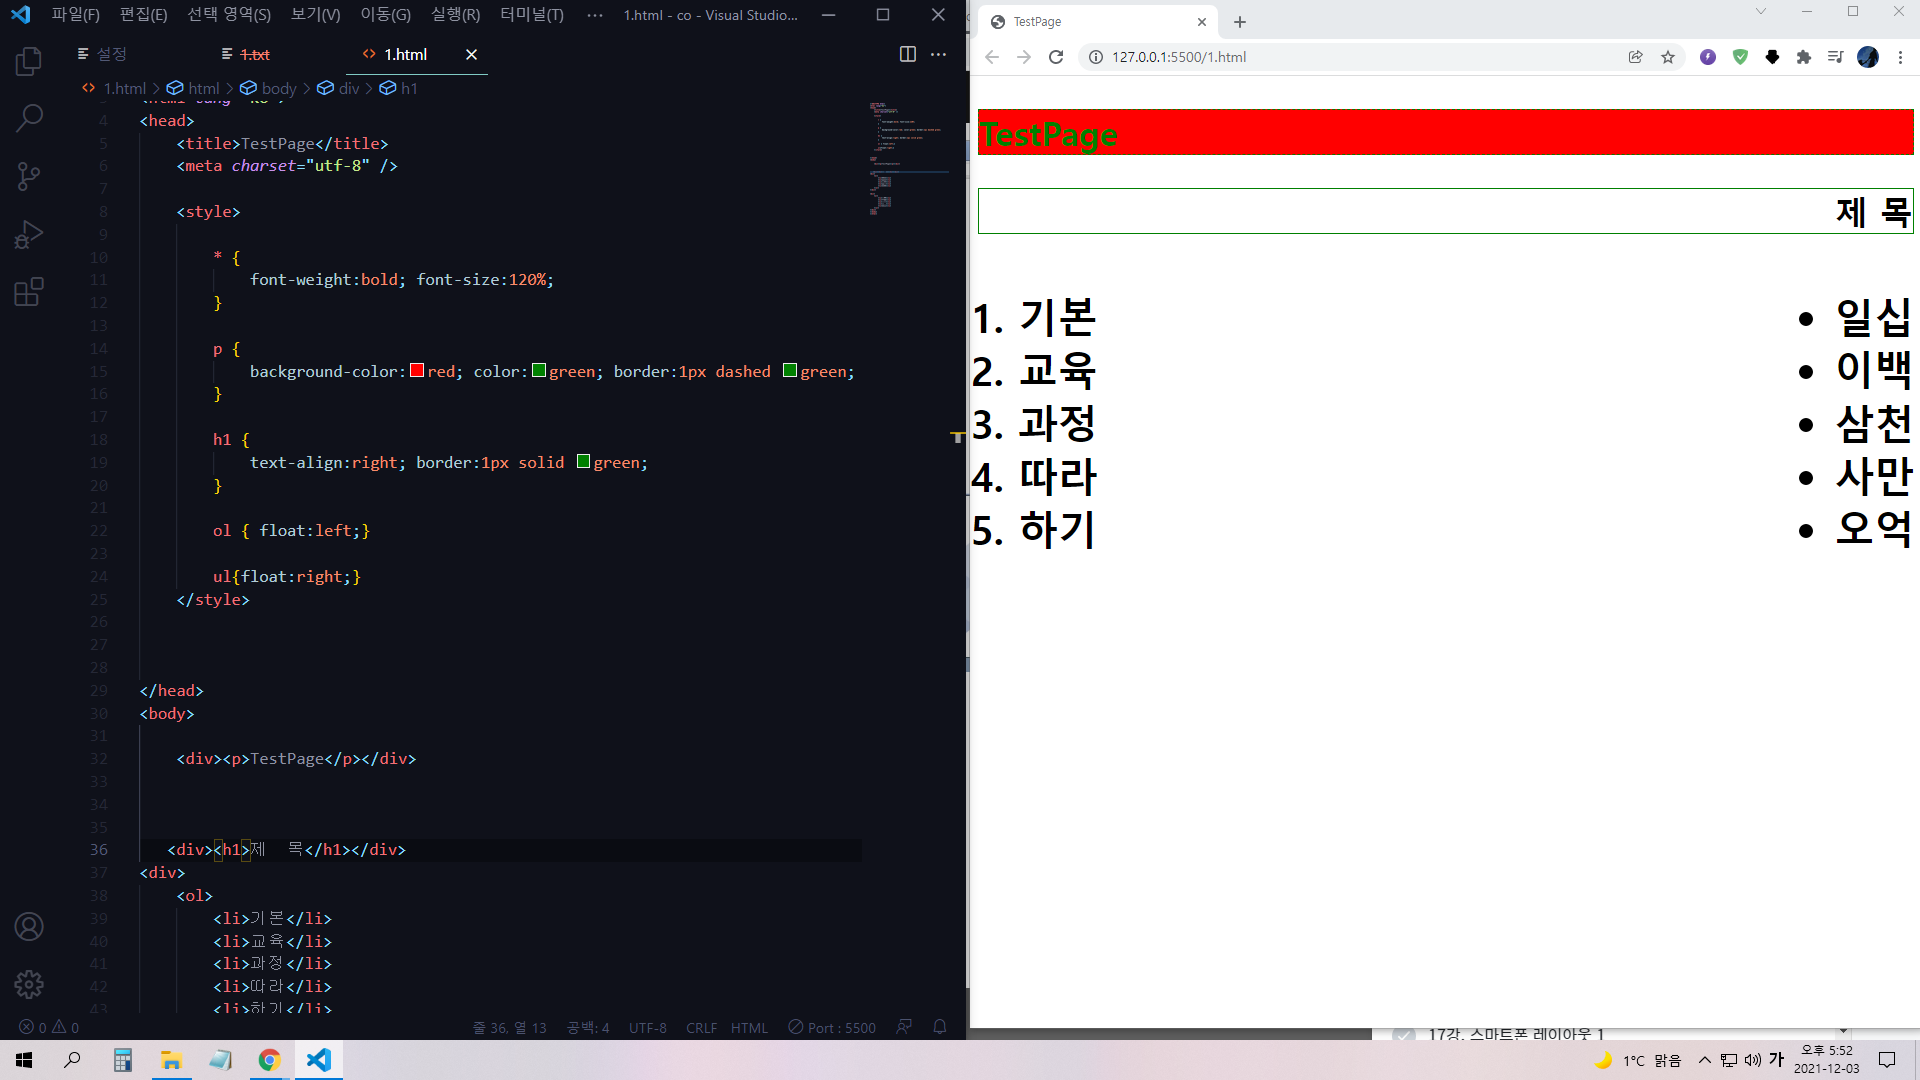 파일(F) 편집(E) 선택 영역(S) 보기(V) 이동(G) 실행(R) 터미널(T) ··· 1.html - co - Visual Studio...
설정 1.txt 1.html
1.html > html > body > div > h1
4 <head>
5 <title>TestPage</title>
6 <meta charset="utf-8" />
7
8 <style>
9
10 * {
11 font-weight:bold; font-size:120%;
12 }
13
14 p {
15 background-color:red; color:green; border:1px dashed green;
16 }
17
18 h1 {
19 text-align:right; border:1px solid green;
20 }
21
22 ol { float:left;}
23
24 ul{float:right;}
25 </style>
26
27
28
29 </head>
30 <body>
31
32 <div><p>TestPage</p></div>
33
34
35
36 <div><h1>제 목</h1></div>
37 <div>
38 <ol>
39 <li>기본</li>
40 <li>교육</li>
41 <li>과정</li>
42 <li>따라</li>
43 <li>하기</li>
0 0 줄 36, 열 13 공백: 4 UTF-8 CRLF HTML Port : 5500
TestPage
127.0.0.1:5500/1.html
TestPage
제 목
1. 기본
2. 교육
3. 과정
4. 따라
5. 하기
• 일십
• 이백
• 삼천
• 사만
• 오억
17강. 스마트폰 레이아웃 1
1°C 맑음 가 오후 5:52
2021-12-03